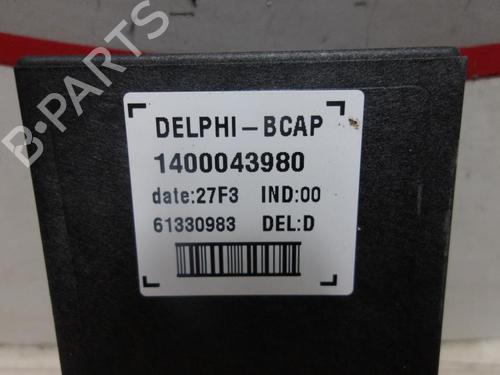 DELPHI-BCAP
1400043980
date:27F3 IND:00
61330983 DEL:D
B-PARTS